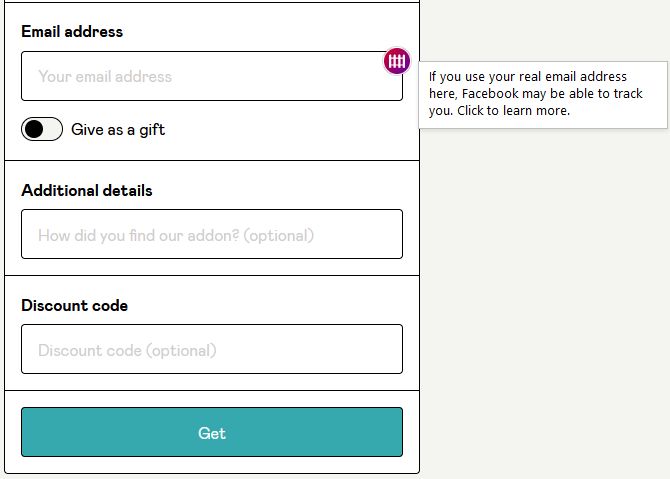 Email address
Your email address
If you use your real email address
here, Facebook may be able to track
you. Click to learn more.
Give as a gift
Additional details
How did you find our addon? (optional)
Discount code
Discount code (optional)
Get